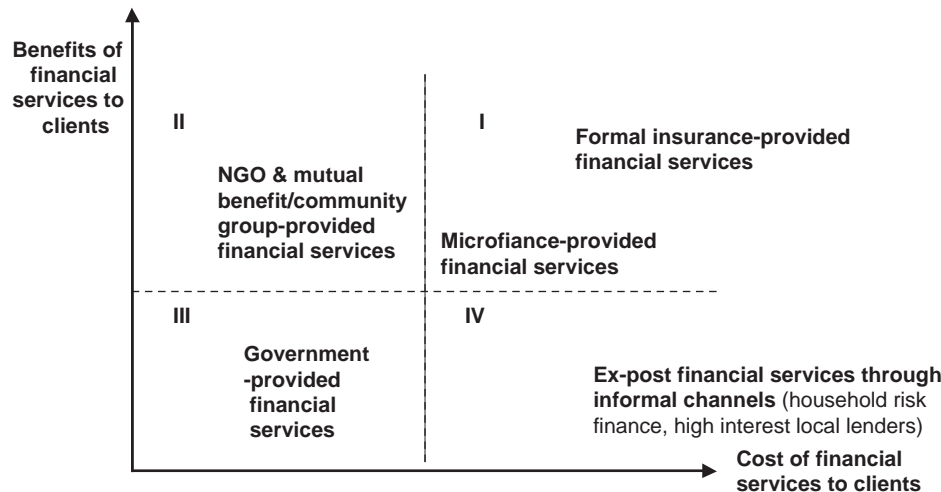 Benefits of
financial
services to
clients
II
I
Formal insurance-provided
financial services
NGO & mutual
benefit/community
group-provided
financial services
Microfiance-provided
financial services
III
IV
Government
-provided
financial
services
Ex-post financial services through
informal channels (household risk
finance, high interest local lenders)
Cost of financial
services to clients